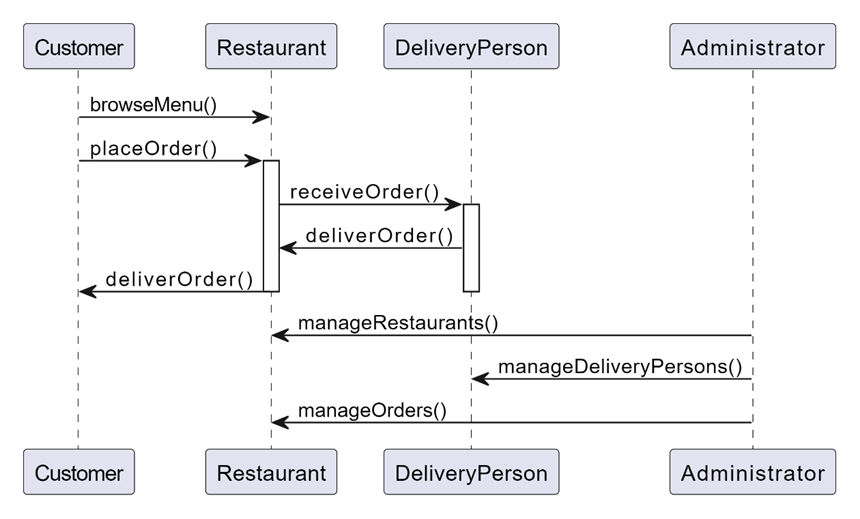 Customer Restaurant DeliveryPerson Administrator
browseMenu()
placeOrder()
receiveOrder()
deliverOrder()
deliverOrder()
manageRestaurants()
manageDeliveryPersons()
manageOrders()
Customer Restaurant DeliveryPerson Administrator